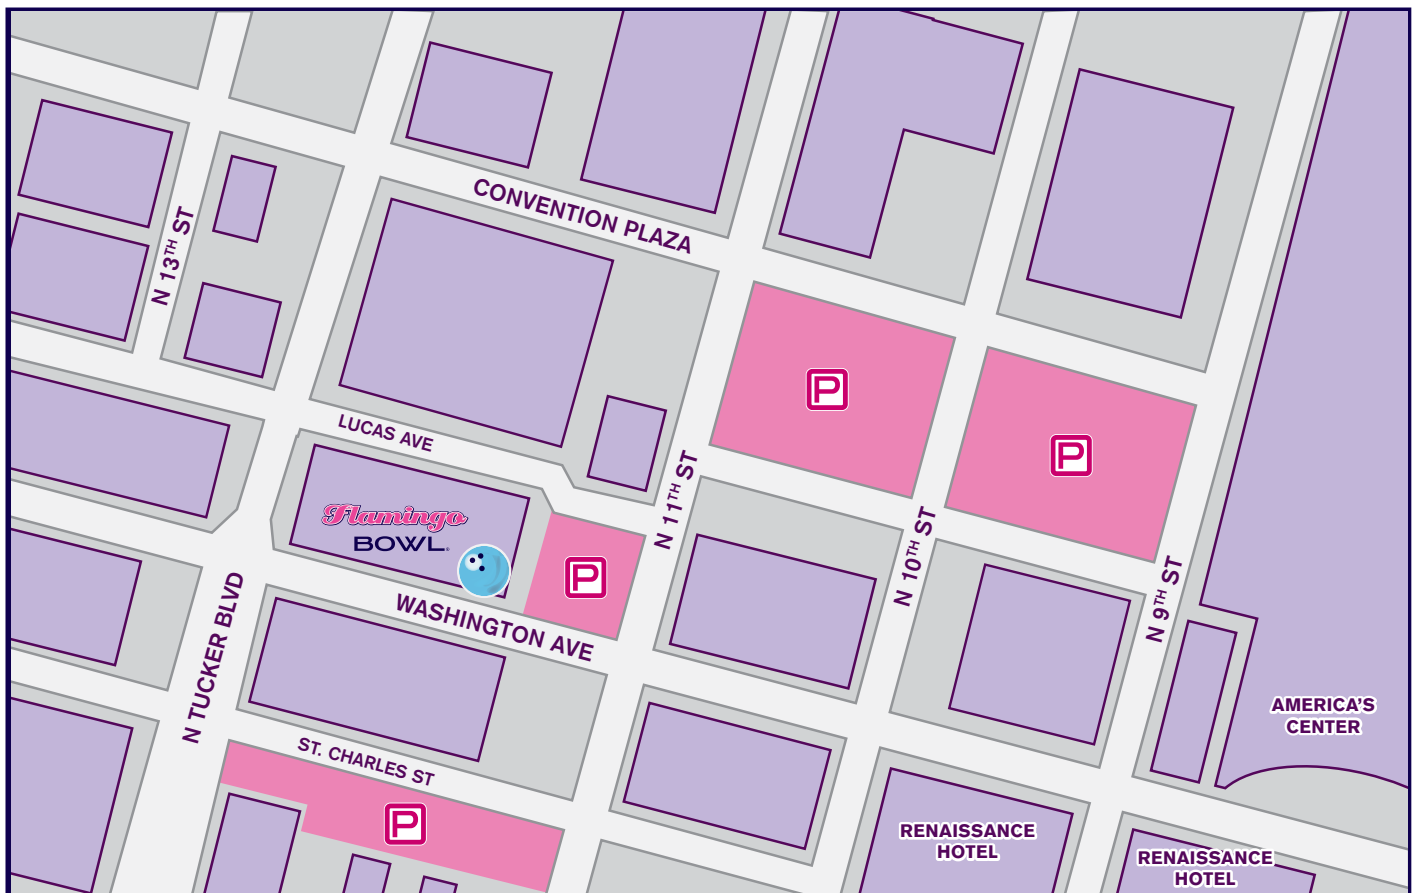 CONVENTION PLAZA
N 13TH ST
P
LUCAS AVE
P
N 11TH ST
Flamingo
BOWL®
P
N 10TH ST
N 9TH ST
WASHINGTON AVE
N TUCKER BLVD
AMERICA'S
CENTER
ST. CHARLES ST
P
RENAISSANCE
HOTEL
RENAISSANCE
HOTEL